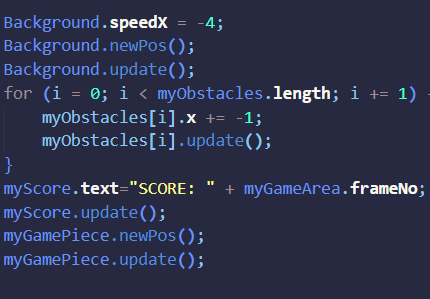 Background.speedX = -4;
Background.newPos();
Background.update();
for (i = 0; i < myObstacles.length; i += 1)
myObstacles[i].x += -1;
myObstacles[i].update();
}
myScore.text="SCORE: " + myGameArea.frameNo;
myScore.update();
myGamePiece.newPos();
myGamePiece.update();